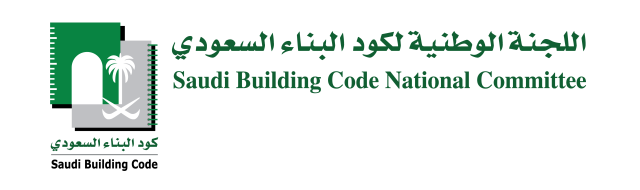 اللجنة الوطنية لكود البناء السعودي
Saudi Building Code National Committee
كود البناء السعودي
Saudi Building Code